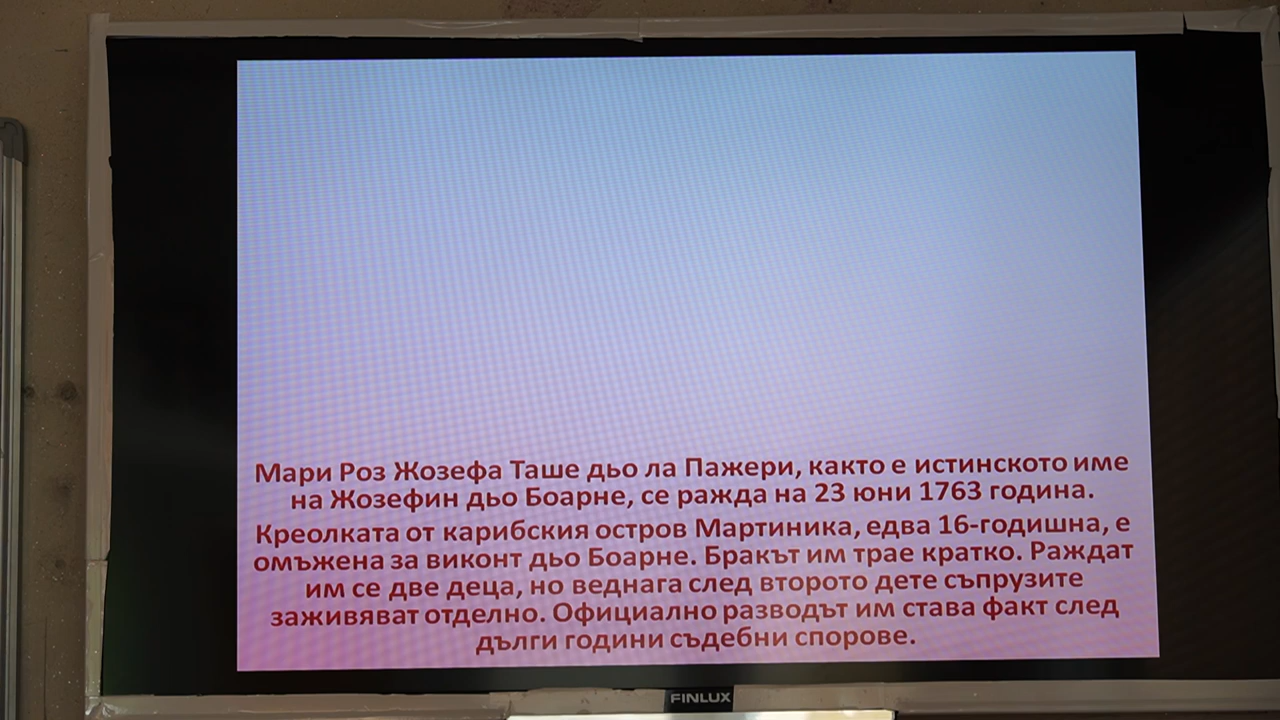 Мари Роз Жозефа Таше дьо ла Пажери, както е истинското име
на Жозефин дьо Боарне, се ражда на 23 юни 1763 година.
Креолката от карибския остров Мартиника, едва 16-годишна, е
омъжена за виконт дьо Боарне. Бракът им трае кратко. Раждат
им се две деца, но веднага след второто дете съпрузите
заживяват отделно. Официално разводът им става факт след
дълги години съдебни спорове.
FINLUX